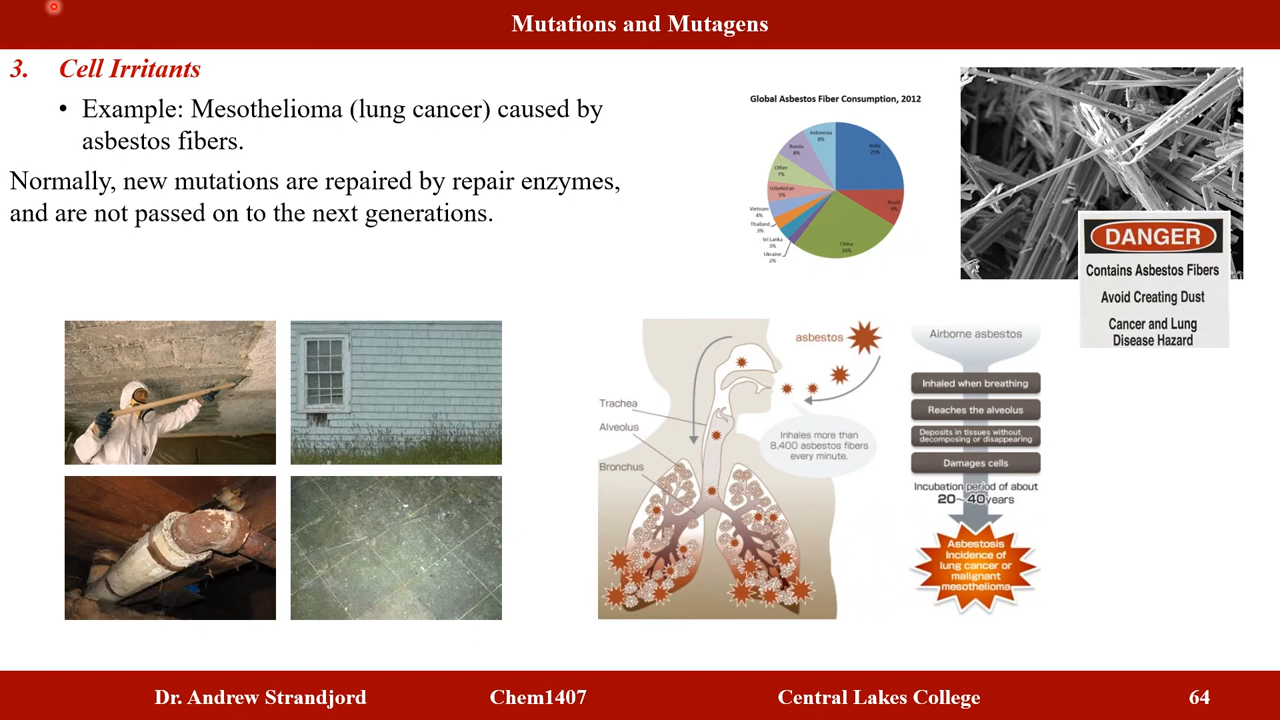 Mutations and Mutagens
3. Cell Irritants
• Example: Mesothelioma (lung cancer) caused by
asbestos fibers.
Normally, new mutations are repaired by repair enzymes,
and are not passed on to the next generations.
Global Asbestos Fiber Consumption, 2012
Indonesia
8%
India
25%
Russia
8%
Other
7%
Uzbekistan
5%
Brazil
9%
Vietnam
4%
Thailand
3%
Sri Lanka
3%
Ukraine
2%
China
26%
DANGER
Contains Asbestos Fibers
Avoid Creating Dust
Cancer and Lung
Disease Hazard
asbestos
Trachea
Alveolus
Bronchus
Inhales more than
8,400 asbestos fibers
every minute.
Airborne asbestos
Inhaled when breathing
Reaches the alveolus
Deposits in tissues without
decomposing or disappearing
Damages cells
Incubation period of about
20~40years
Asbestosis
Incidence of
lung cancer or
malignant
mesothelioma
Dr. Andrew Strandjord Chem1407 Central Lakes College 64